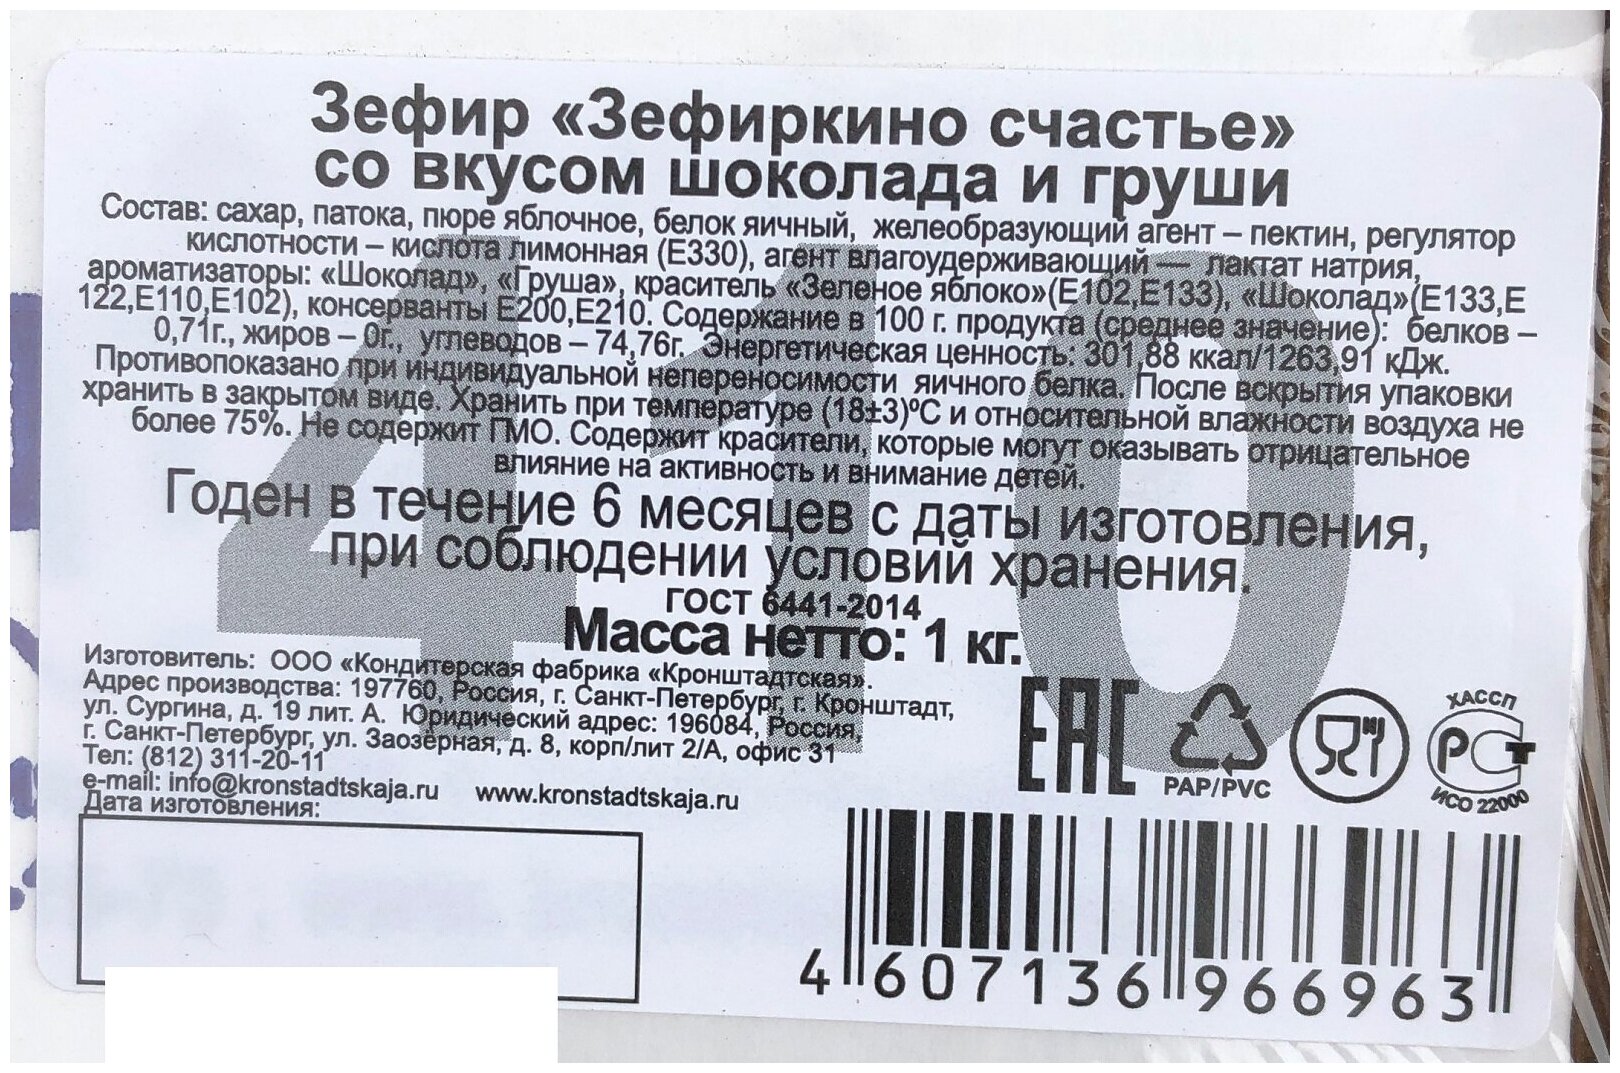 Зефир «Зефиркино счастье»
со вкусом шоколада и груши
Состав: сахар, патока, пюре яблочное, белок яичный, желеобразующий агент – пектин, регулятор
кислотности – кислота лимонная (Е330), агент влагоудерживающий — лактат натрия,
ароматизаторы: «Шоколад», «Груша», краситель «Зеленое яблоко»(Е102,Е133), «Шоколад»(Е133,Е
122,Е110,Е102), консерванты Е200,Е210. Содержание в 100 г. продукта (среднее значение): белков –
0,71г., жиров – 0г., углеводов – 74,76г. Энергетическая ценность: 301,88 ккал/1263,91 кДж.
Противопоказано при индивидуальной непереносимости яичного белка. После вскрытия упаковки
хранить в закрытом виде. Хранить при температуре (18±3)ºС и относительной влажности воздуха не
более 75%. Не содержит ГМО. Содержит красители, которые могут оказывать отрицательное
влияние на активность и внимание детей.
410
Годен в течение 6 месяцев с даты изготовления,
при соблюдении условий хранения.
ГОСТ 6441-2014
Масса нетто: 1 кг.
Изготовитель: ООО «Кондитерская фабрика «Кронштадтская».
Адрес производства: 197760, Россия, г. Санкт-Петербург, г. Кронштадт,
ул. Сургина, д. 19 лит. А. Юридический адрес: 196084, Россия,
г. Санкт-Петербург, ул. Заозёрная, д. 8, корп/лит 2/А, офис 31
Тел: (812) 311-20-11
e-mail: info@kronstadtskaja.ru www.kronstadtskaja.ru
Дата изготовления:
ЕАС
PAP/PVC
ХАССП
РСТ
ИСО 22000
4 607136 966963